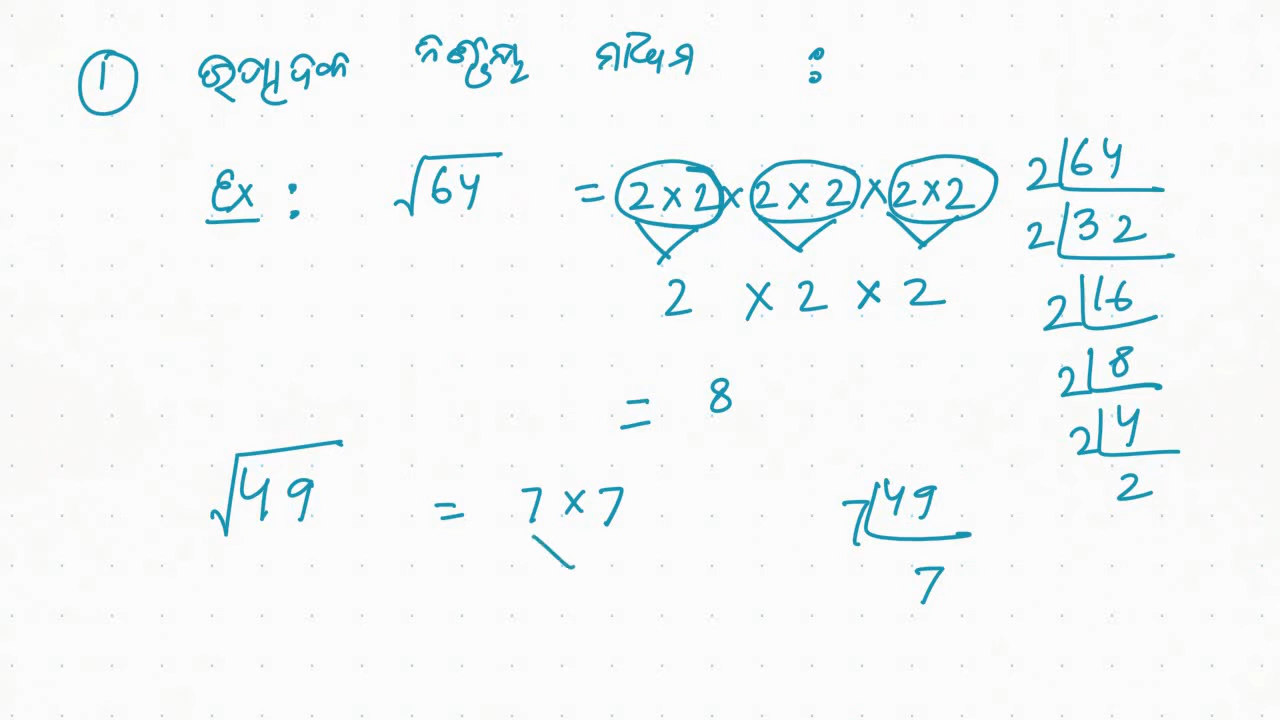 ① ଉତ୍ପାଦକ ନିର୍ଣ୍ଣୟ ମାଧ୍ୟମ :
Ex : √64 = 2 × 2 × 2 × 2 × 2 × 2
2 × 2 × 2
= 8
2 64
2 32
2 16
2 8
2 4
2
√49 = 7 × 7
7 49
7